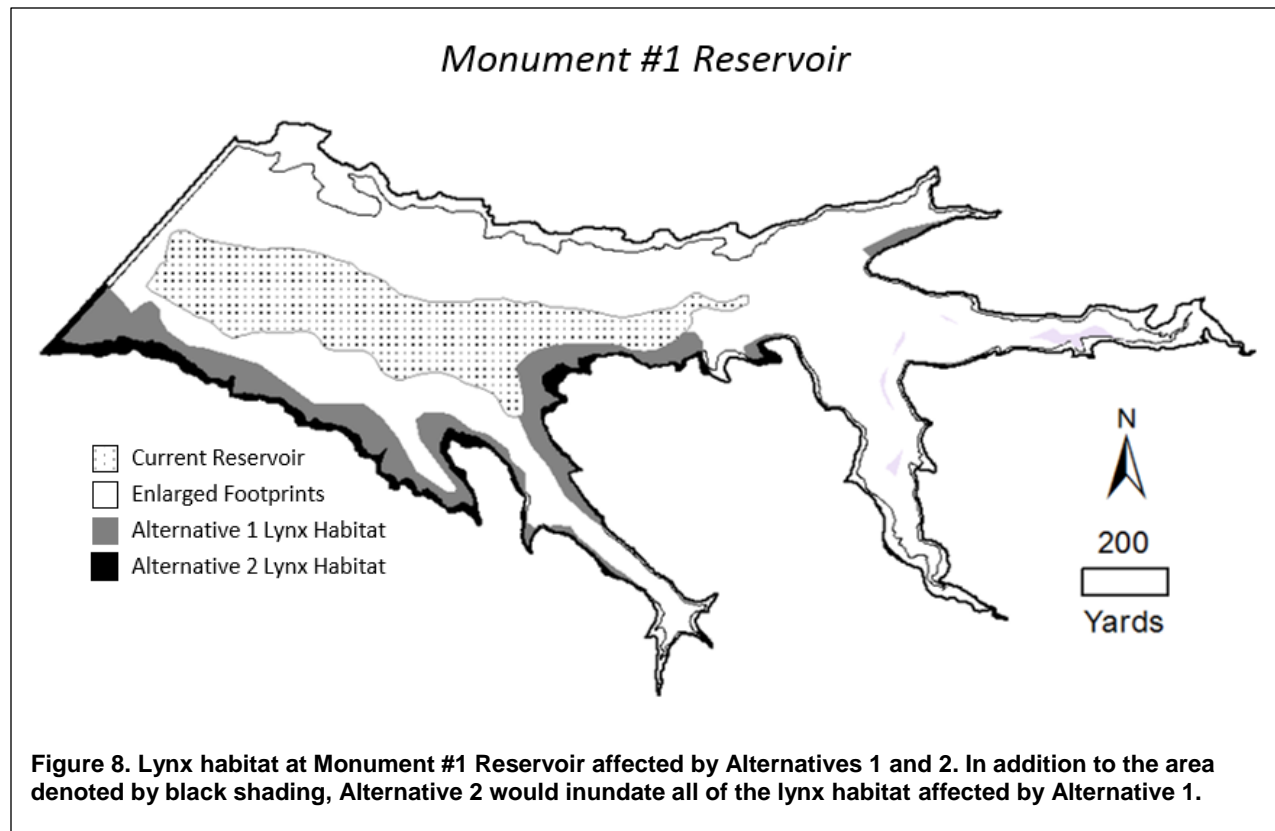 Monument #1 Reservoir
Current Reservoir
Enlarged Footprints
Alternative 1 Lynx Habitat
Alternative 2 Lynx Habitat
N
200
Yards
Figure 8. Lynx habitat at Monument #1 Reservoir affected by Alternatives 1 and 2. In addition to the area
denoted by black shading, Alternative 2 would inundate all of the lynx habitat affected by Alternative 1.